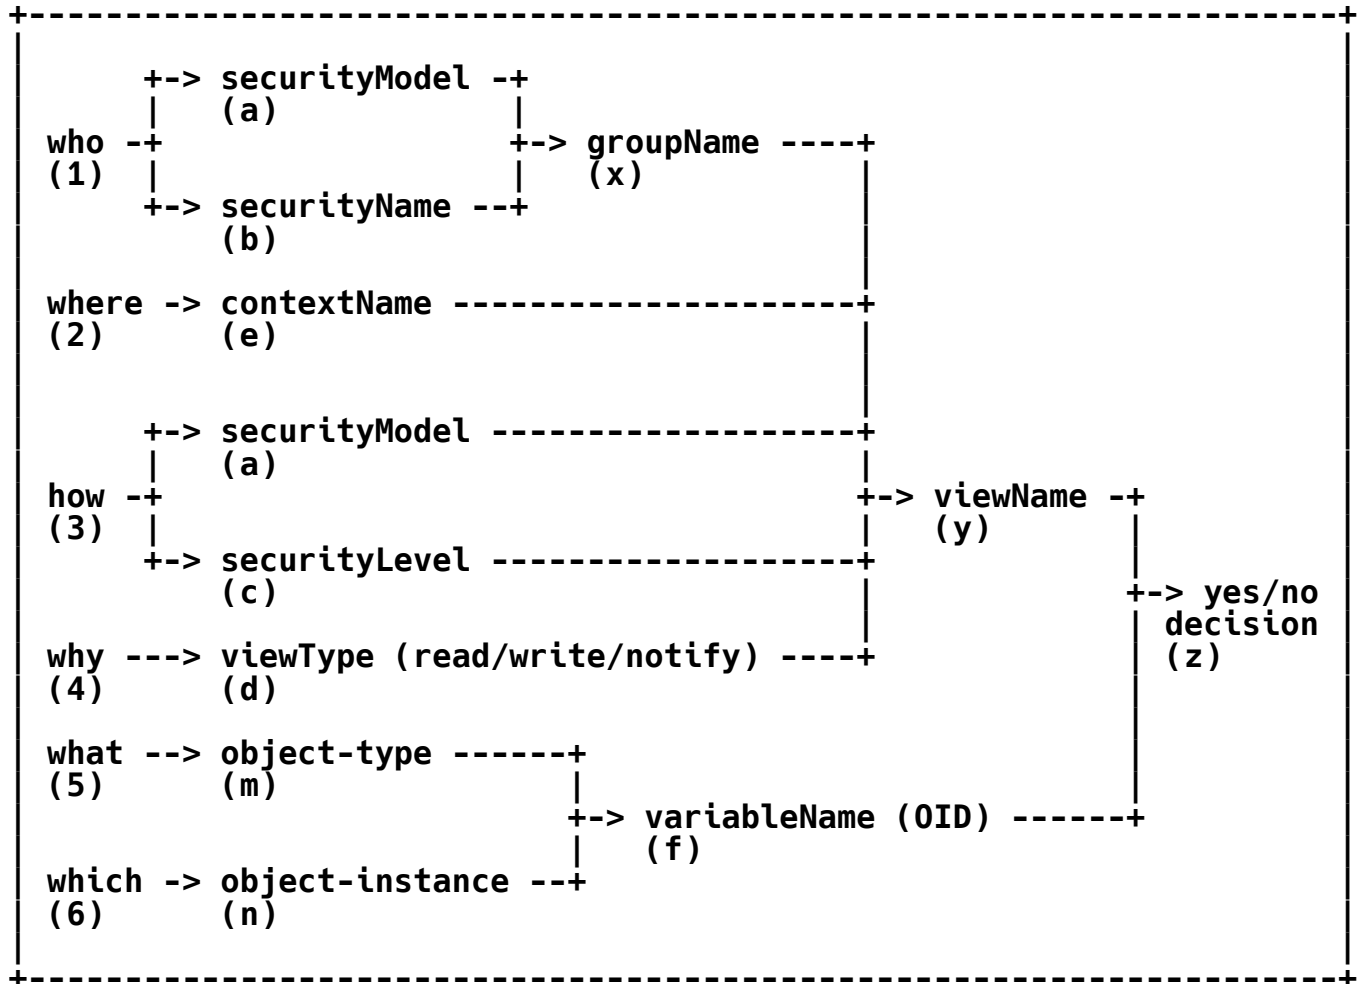 +-> securityModel -+
| (a) |
who -+ +-> groupName ----+
(1) | | (x) |
+-> securityName --+ |
(b) |
where -> contextName ---------------------+
(2) (e) |
+-> securityModel -------------------+
| (a) |
how -+ +-> viewName -+
(3) | | (y) |
+-> securityLevel -------------------+ |
(c) | +-> yes/no
| | decision
why ---> viewType (read/write/notify) ----+ | (z)
(4) (d) |
what --> object-type ------+ |
(5) (m) | |
+-> variableName (OID) ------+
| (f)
which -> object-instance --+
(6) (n)